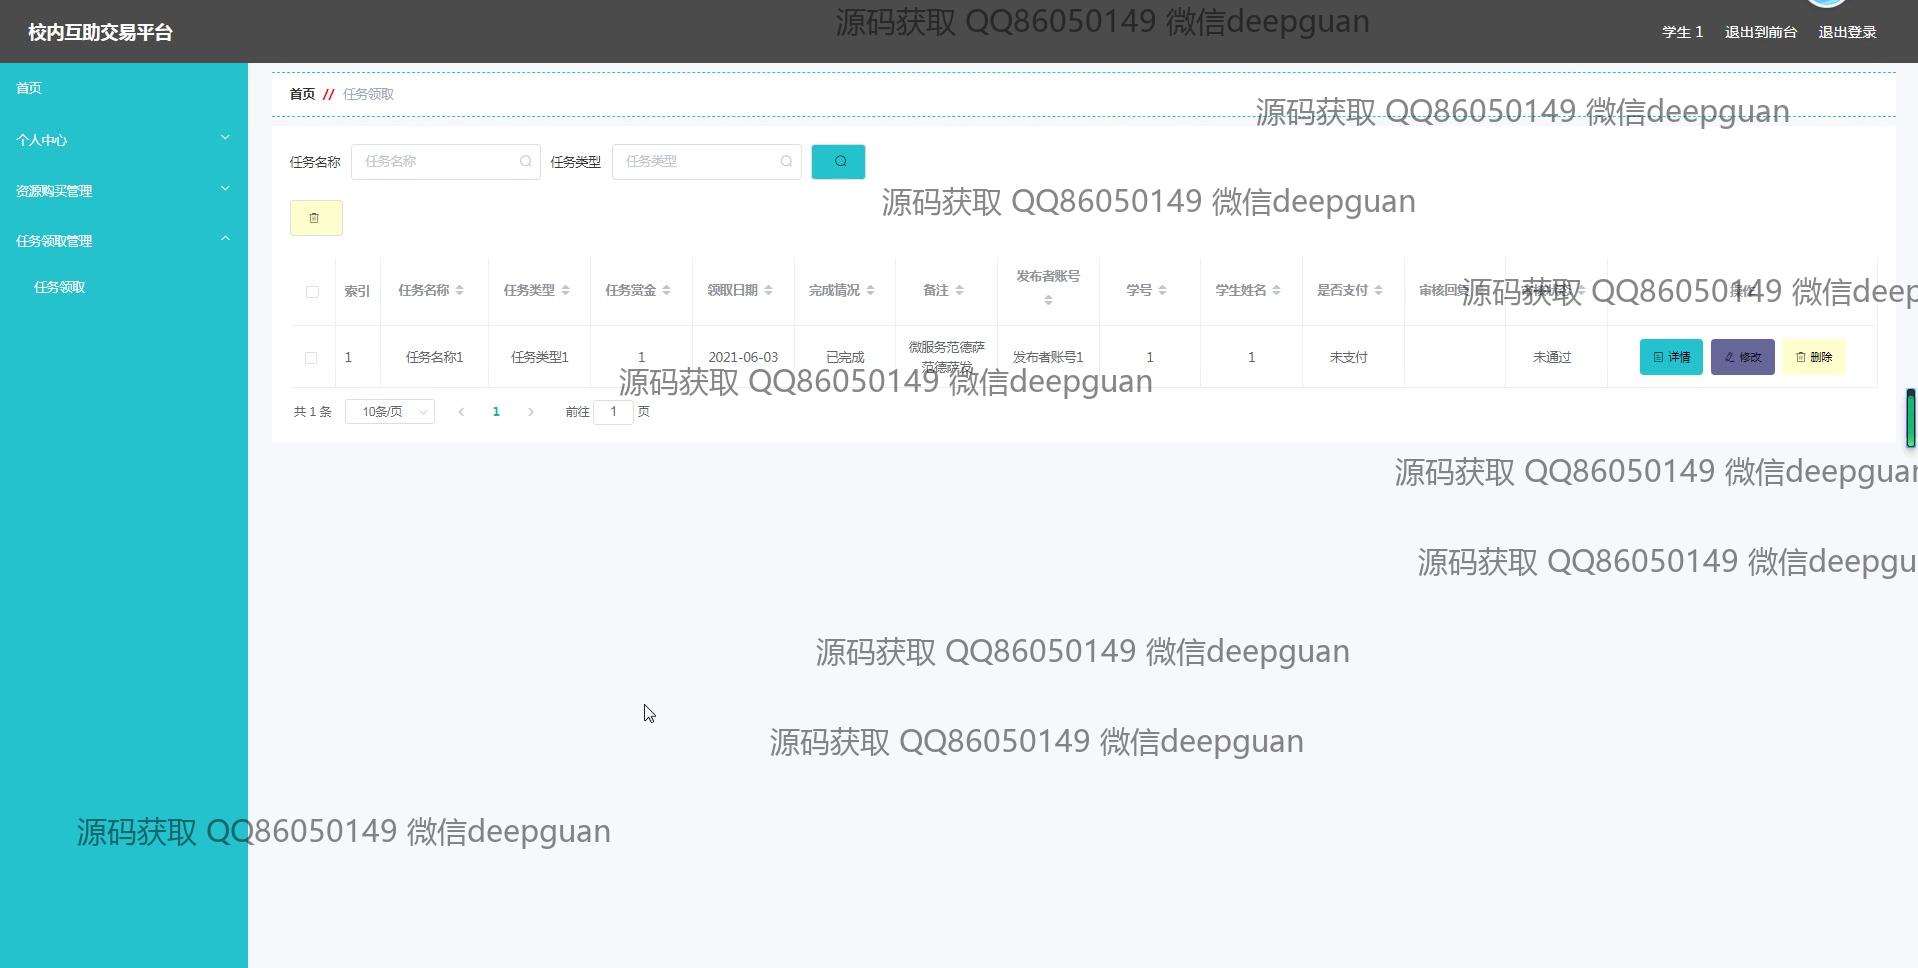 校内互助交易平台
源码获取 QQ86050149 微信deepguan
学生 1 退出到前台 退出登录
首页
个人中心
资源购买管理
任务领取管理
任务领取
首页 // 任务领取
源码获取 QQ86050149 微信deepguan
任务名称 任务名称 任务类型 任务类型
源码获取 QQ86050149 微信deepguan
索引 任务名称 任务类型 任务赏金 领取日期 完成情况 备注 发布者账号 学号 学生姓名 是否支付 审核回复 审核状态 操作
源码获取 QQ86050149 微信deep
1 任务名称1 任务类型1 1 2021-06-03 已完成 微服务范德萨 发布者账号1 1 1 未支付 未通过 详情 修改 删除
范德萨发
源码获取 QQ86050149 微信deepguan
共 1 条 10条/页 1 前往 1 页
源码获取 QQ86050149 微信deepguan
源码获取 QQ86050149 微信deepgu
源码获取 QQ86050149 微信deepguan
源码获取 QQ86050149 微信deepguan
源码获取 QQ86050149 微信deepguan